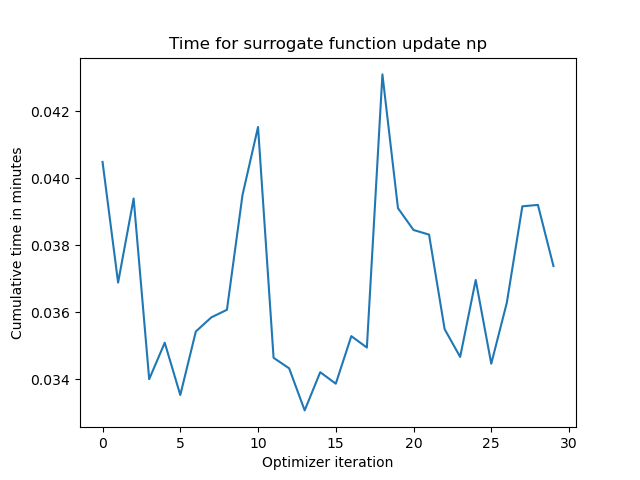 Time for surrogate function update np
0.042
0.040
0.038
0.036
0.034
Cumulative time in minutes
0 5 10 15 20 25 30
Optimizer iteration